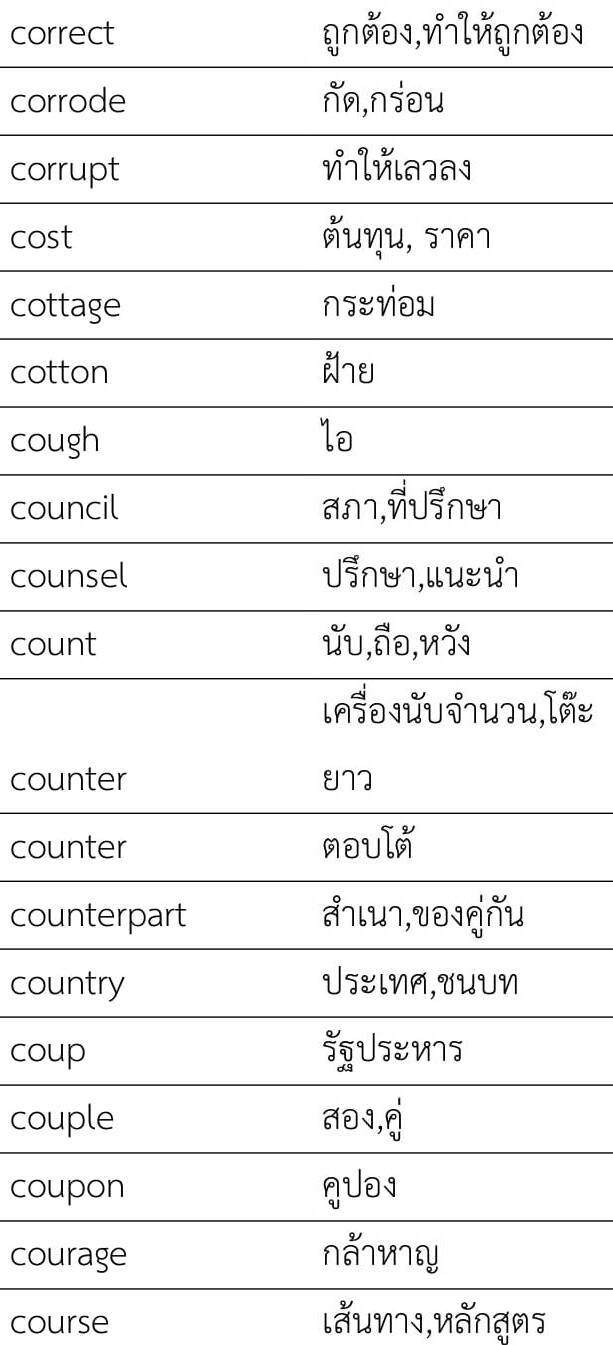 correct ถูกต้อง,ทำให้ถูกต้อง
corrode กัด,กร่อน
corrupt ทำให้เลวลง
cost ต้นทุน, ราคา
cottage กระท่อม
cotton ฝ้าย
cough ไอ
council สภา,ที่ปรึกษา
counsel ปรึกษา,แนะนำ
count นับ,ถือ,หวัง
เครื่องนับจำนวน,โต๊ะ
counter ยาว
counter ตอบโต้
counterpart สำเนา,ของคู่กัน
country ประเทศ,ชนบท
coup รัฐประหาร
couple สอง,คู่
coupon คูปอง
courage กล้าหาญ
course เส้นทาง,หลักสูตร